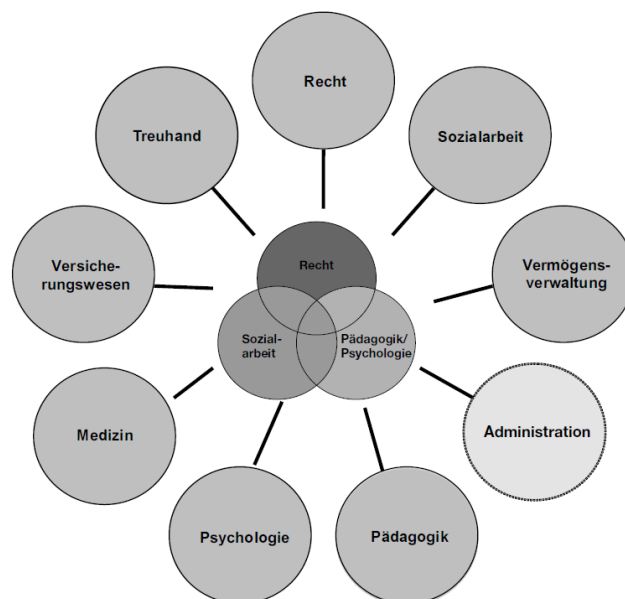 Recht
Treuhand
Sozialarbeit
Versiche-
rungswesen
Vermögens-
verwaltung
Recht
Sozial-
arbeit
Pädagogik/
Psychologie
Medizin
Administration
Psychologie
Pädagogik